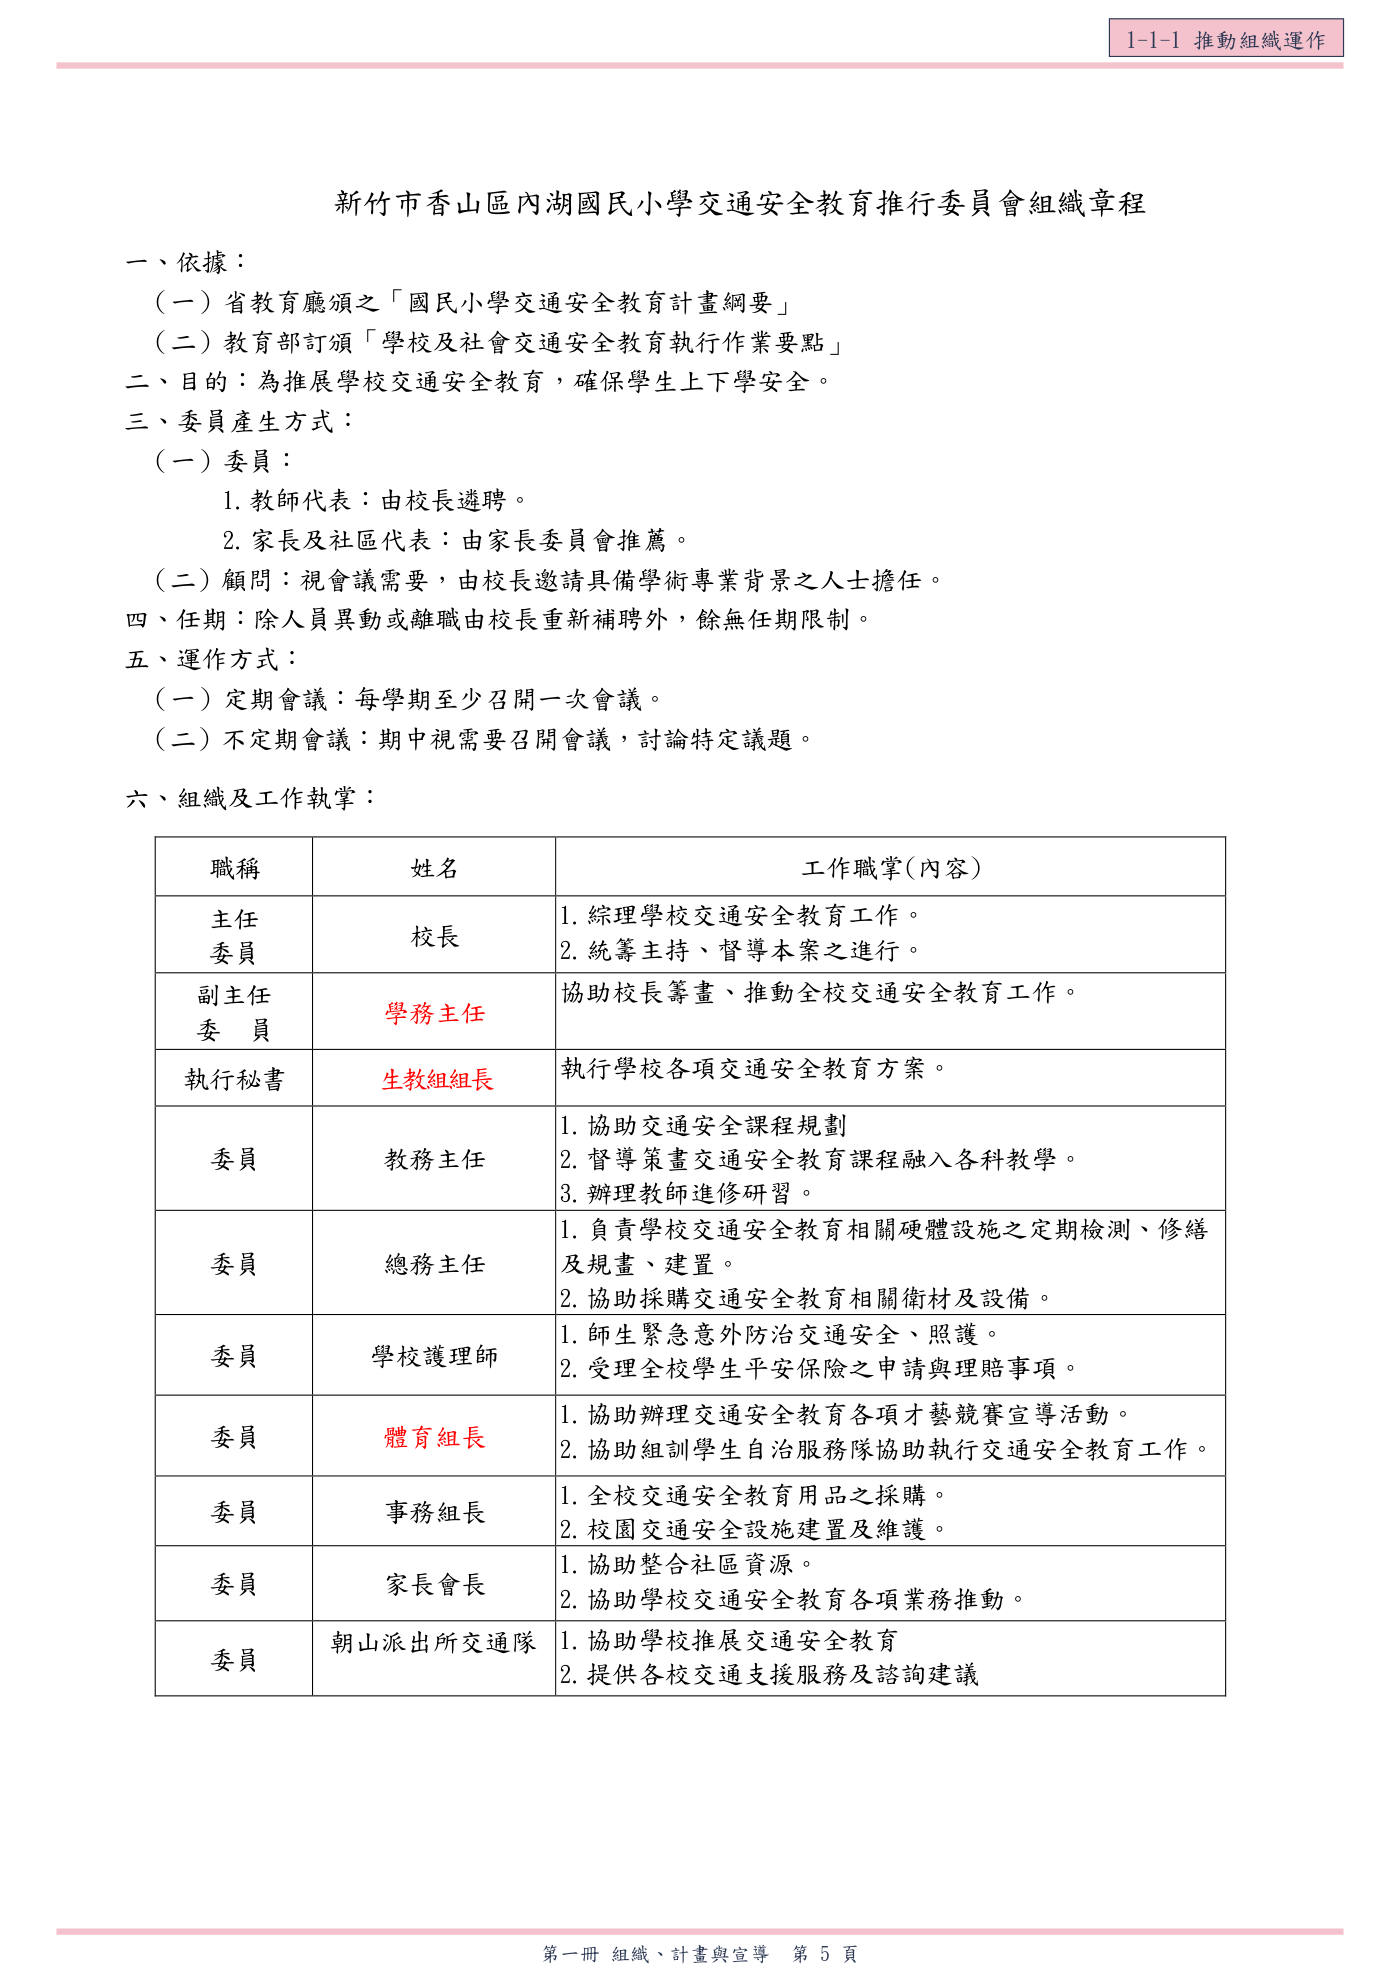 1-1-1 推動組織運作
新竹市香山區內湖國民小學交通安全教育推行委員會組織章程
一、依據：
（一）省教育廳頒之「國民小學交通安全教育計畫綱要」
（二）教育部訂頒「學校及社會交通安全教育執行作業要點」
二、目的：為推展學校交通安全教育，確保學生上下學安全。
三、委員產生方式：
（一）委員：
1. 教師代表：由校長遴聘。
2. 家長及社區代表：由家長委員會推薦。
（二）顧問：視會議需要，由校長邀請具備學術專業背景之人士擔任。
四、任期：除人員異動或離職由校長重新補聘外，餘無任期限制。
五、運作方式：
（一）定期會議：每學期至少召開一次會議。
（二）不定期會議：期中視需要召開會議，討論特定議題。
六、組織及工作執掌：
職稱 姓名 工作職掌(內容)
主任
委員
校長
1. 綜理學校交通安全教育工作。
2. 統籌主持、督導本案之進行。
副主任
委　員
學務主任
協助校長籌畫、推動全校交通安全教育工作。
執行秘書
生教組組長
執行學校各項交通安全教育方案。
委員
教務主任
1. 協助交通安全課程規劃
2. 督導策畫交通安全教育課程融入各科教學。
3. 辦理教師進修研習。
委員
總務主任
1. 負責學校交通安全教育相關硬體設施之定期檢測、修繕
及規畫、建置。
2. 協助採購交通安全教育相關衛材及設備。
委員
學校護理師
1. 師生緊急意外防治交通安全、照護。
2. 受理全校學生平安保險之申請與理賠事項。
委員
體育組長
1. 協助辦理交通安全教育各項才藝競賽宣導活動。
2. 協助組訓學生自治服務隊協助執行交通安全教育工作。
委員
事務組長
1. 全校交通安全教育用品之採購。
2. 校園交通安全設施建置及維護。
委員
家長會長
1. 協助整合社區資源。
2. 協助學校交通安全教育各項業務推動。
委員
朝山派出所交通隊
1. 協助學校推展交通安全教育
2. 提供各校交通支援服務及諮詢建議
第一冊 組織、計畫與宣導　第 5 頁